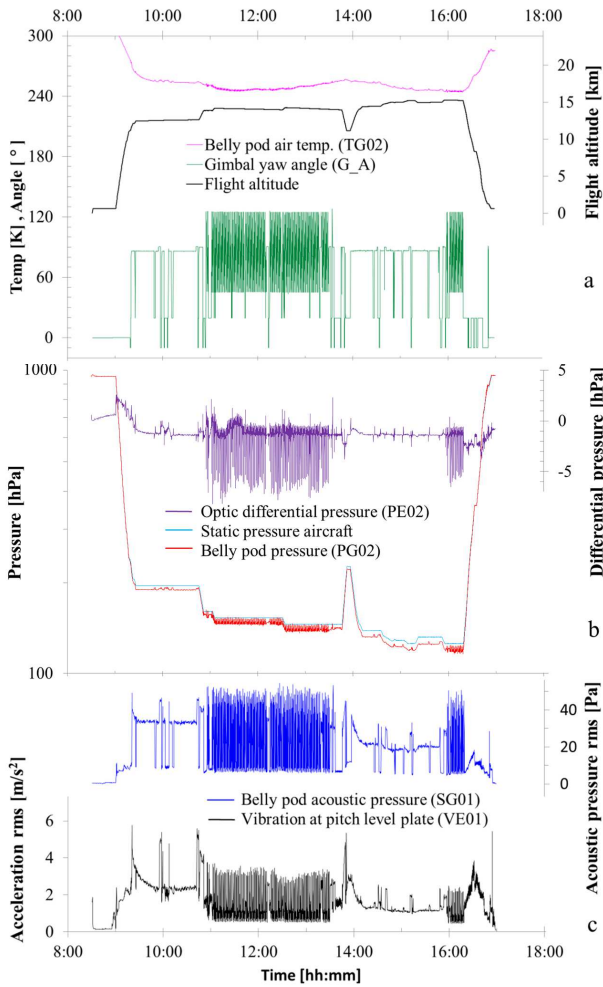 8:00 10:00 12:00 14:00 16:00 18:00
300
240
180
120
60
0
Temp [K] , Angle [ ° ]
20
15
10
5
0
Flight altitude [km]
Belly pod air temp. (TG02)
Gimbal yaw angle (G_A)
Flight altitude
a
1000
100
Pressure [hPa]
5
0
-5
Differential pressure [hPa]
Optic differential pressure (PE02)
Static pressure aircraft
Belly pod pressure (PG02)
b
40
20
0
Acoustic pressure rms [Pa]
Belly pod acoustic pressure (SG01)
Vibration at pitch level plate (VE01)
6
4
2
0
Acceleration rms [m/s²]
c
8:00 10:00 12:00 14:00 16:00 18:00
Time [hh:mm]